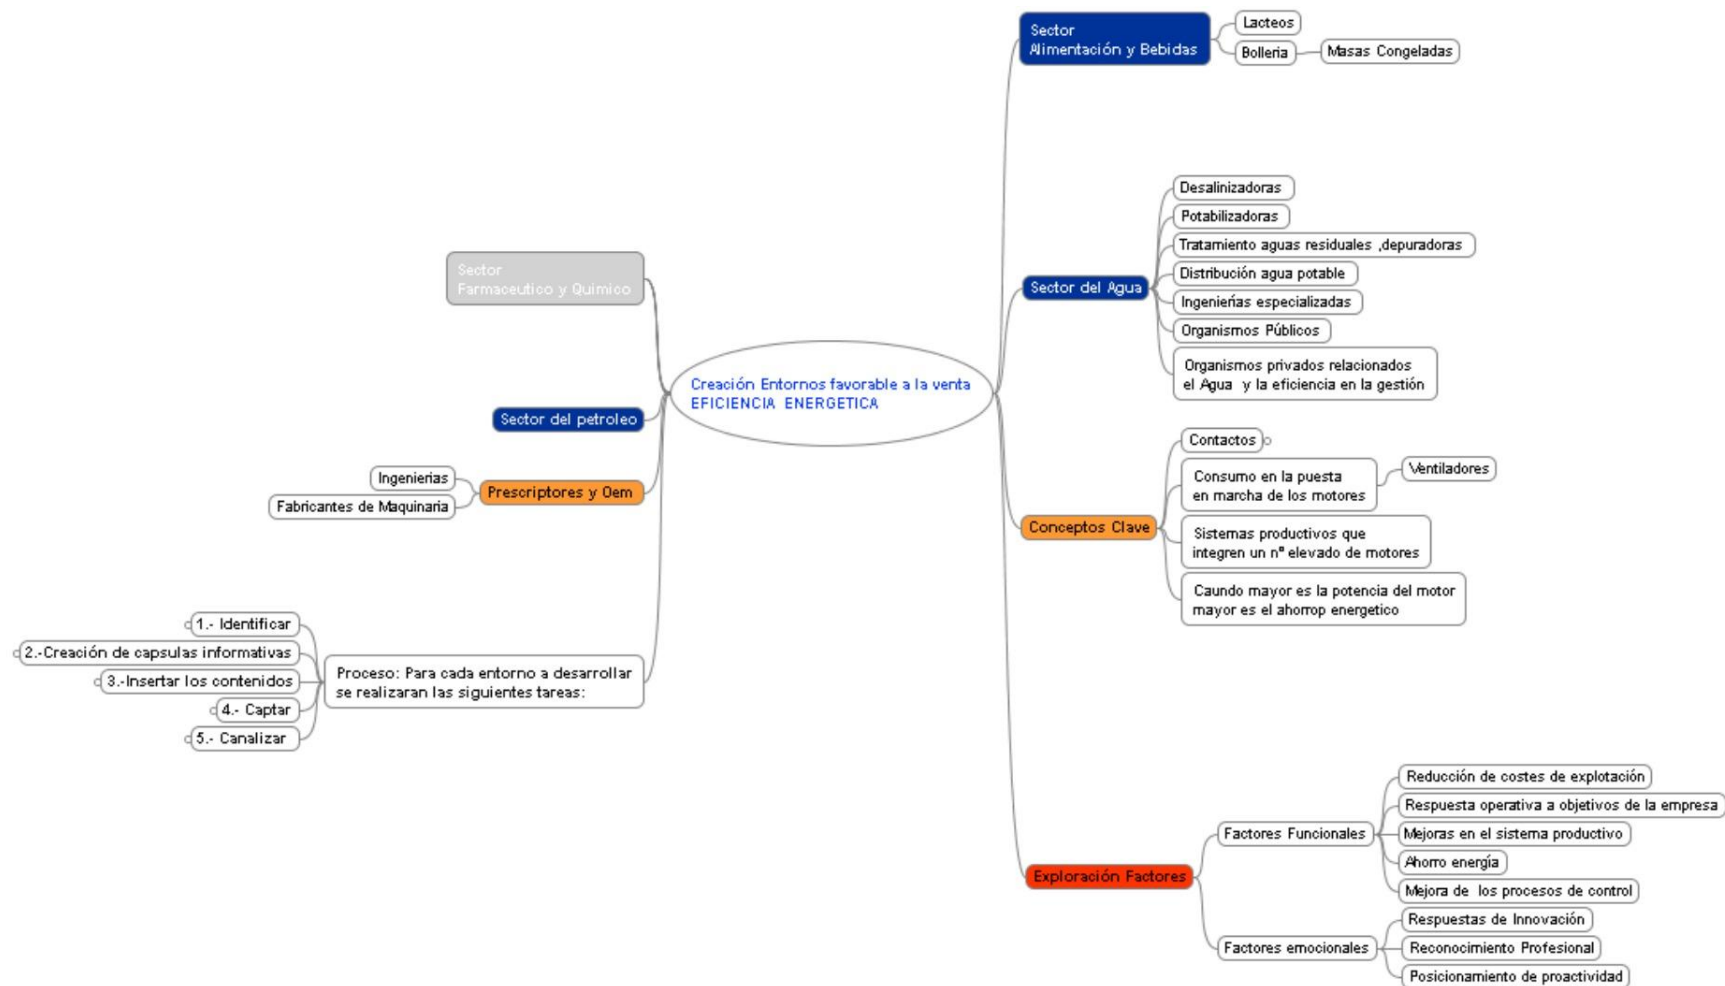 Sector
Alimentación y Bebidas
Lacteos
Bolleria
Masas Congeladas
Desalinizadoras
Potabilizadoras
Tratamiento aguas residuales ,depuradoras
Sector del Agua
Distribución agua potable
Ingenierías especializadas
Organismos Públicos
Organismos privados relacionados
el Agua y la eficiencia en la gestión
Sector
Farmaceutico y Quimico
Creación Entornos favorable a la venta
EFICIENCIA ENERGETICA
Sector del petroleo
Ingenierias
Fabricantes de Maquinaria
Prescriptores y Oem
Contactos
Consumo en la puesta
en marcha de los motores
Ventiladores
Conceptos Clave
Sistemas productivos que
integren un nº elevado de motores
Caundo mayor es la potencia del motor
mayor es el ahorrop energetico
1.- Identificar
2.-Creación de capsulas informativas
3.-Insertar los contenidos
4.- Captar
5.- Canalizar
Proceso: Para cada entorno a desarrollar
se realizaran las siguientes tareas:
Exploración Factores
Factores Funcionales
Reducción de costes de explotación
Respuesta operativa a objetivos de la empresa
Mejoras en el sistema productivo
Ahorro energía
Mejora de los procesos de control
Factores emocionales
Respuestas de Innovación
Reconocimiento Profesional
Posicionamiento de proactividad